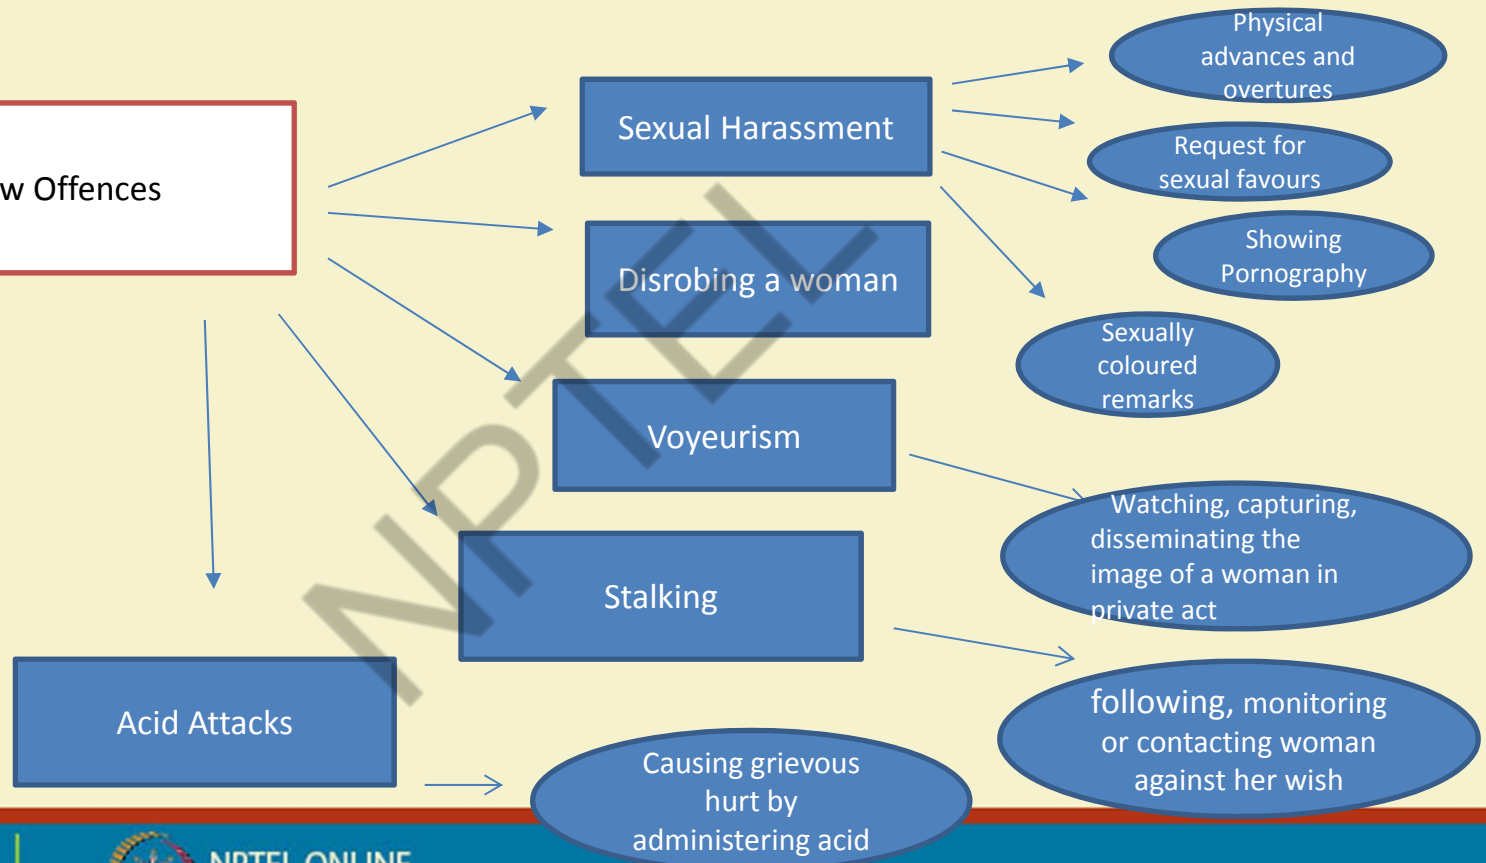 w Offences
Sexual Harassment
Physical
advances and
overtures
Request for
sexual favours
Showing
Pornography
Sexually
coloured
remarks
Disrobing a woman
Voyeurism
Watching, capturing,
disseminating the
image of a woman in
private act
Stalking
following, monitoring
or contacting woman
against her wish
Acid Attacks
Causing grievous
hurt by
administering acid
NPTEL
NPTEL ONLINE